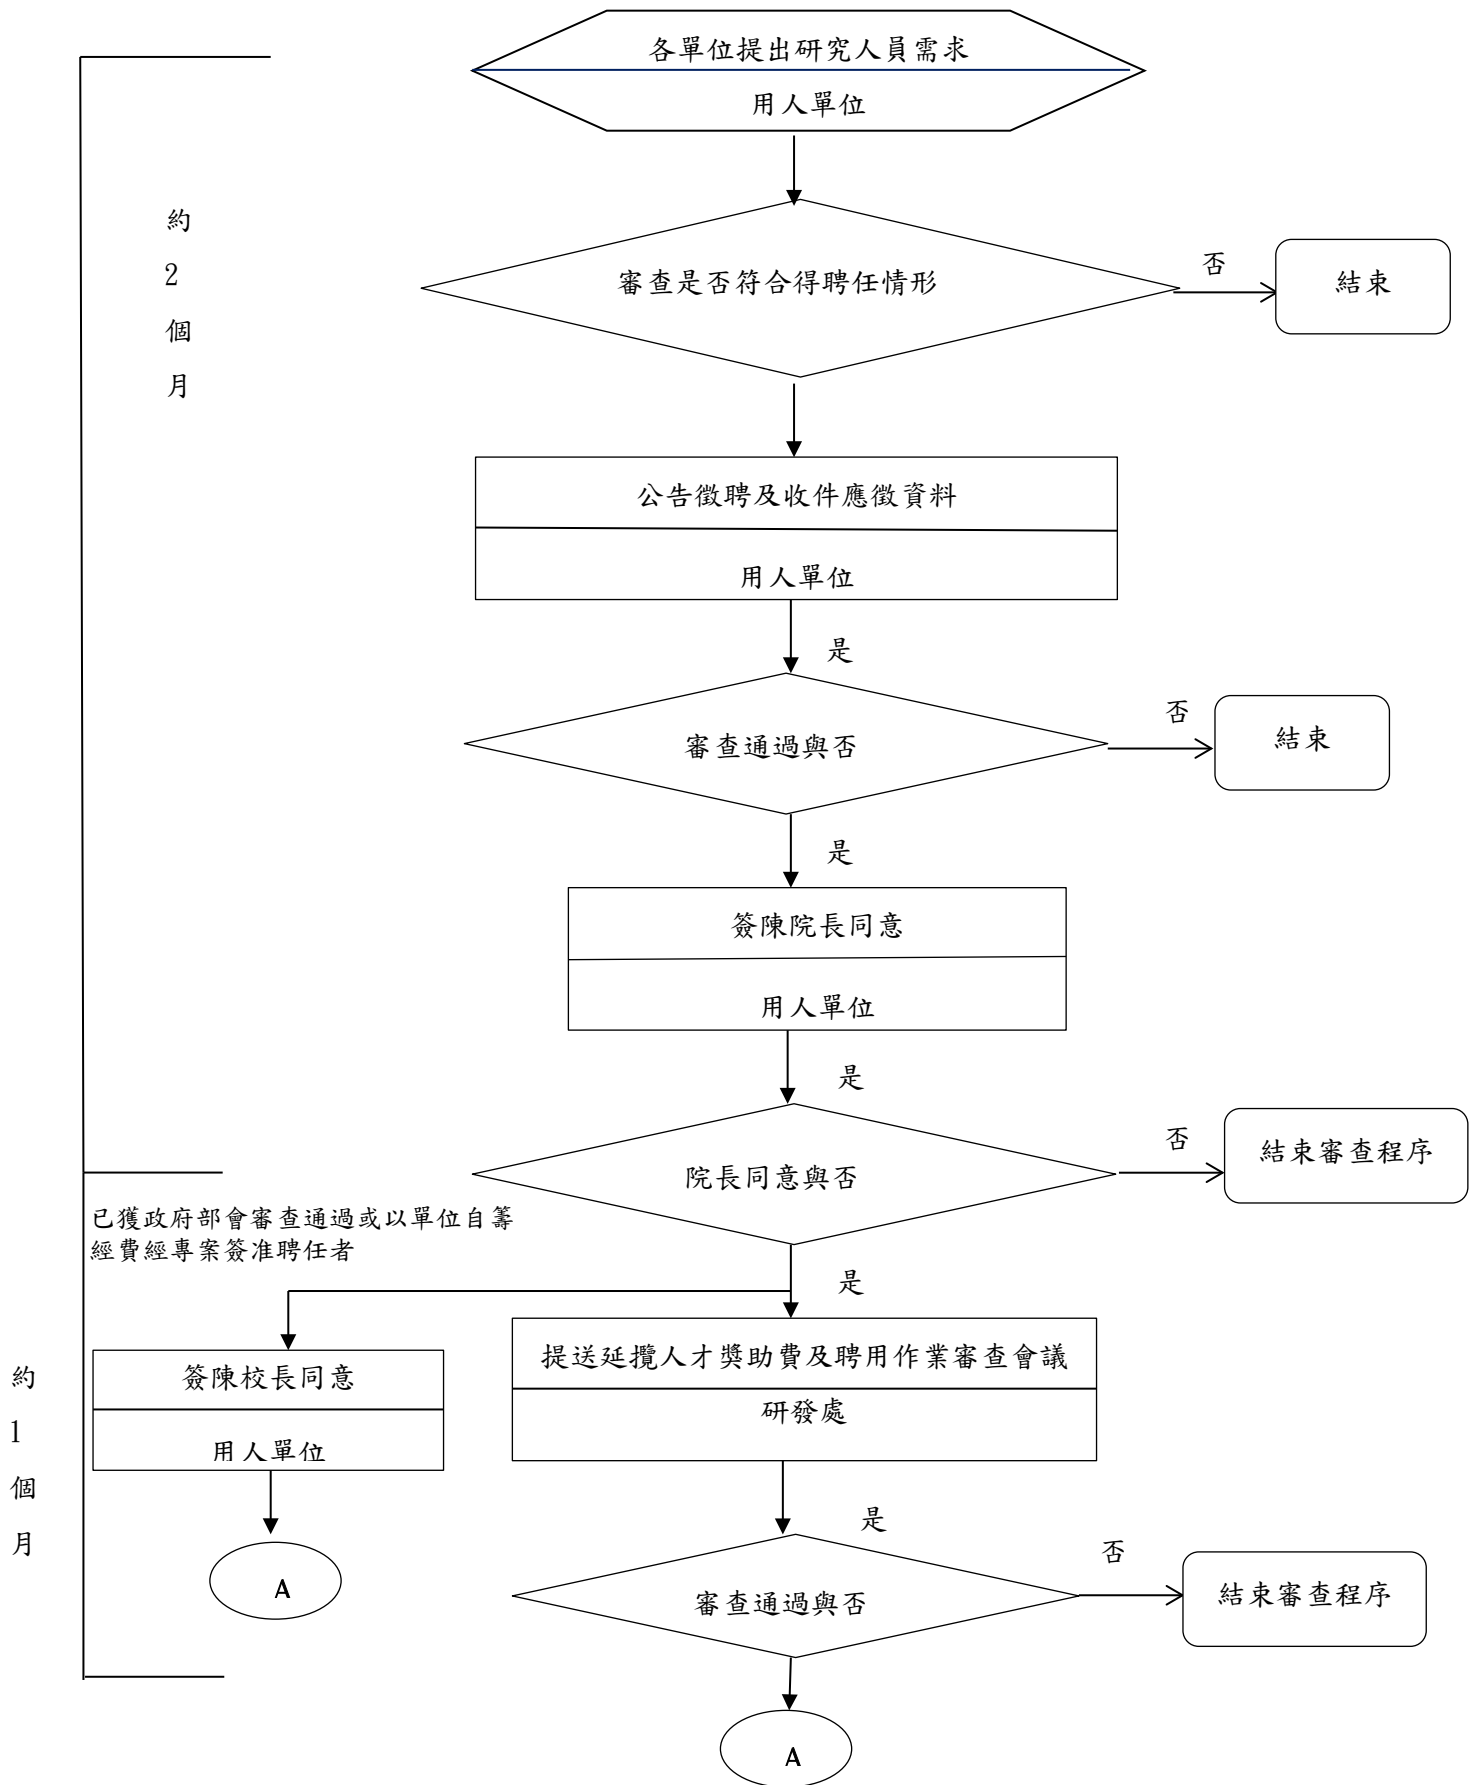 各單位提出研究人員需求
用人單位
約
2
個
月
審查是否符合得聘任情形
否
結束
公告徵聘及收件應徵資料
用人單位
是
審查通過與否
否
結束
是
簽陳院長同意
用人單位
是
院長同意與否
否
結束審查程序
已獲政府部會審查通過或以單位自籌
經費經專案簽准聘任者
是
約
1
個
月
簽陳校長同意
用人單位
A
提送延攬人才獎助費及聘用作業審查會議
研發處
是
審查通過與否
否
結束審查程序
A